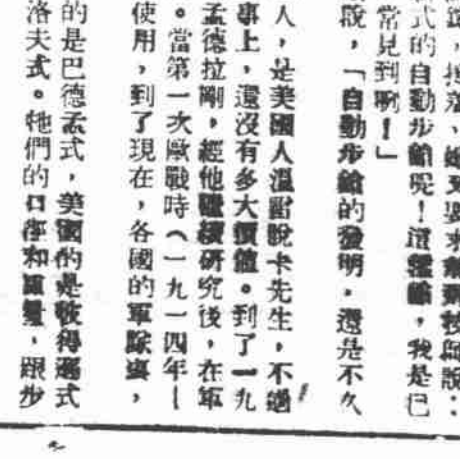 式的自動步鎗呢！這種鎗，我是已
常見到啊！」
說，「自動步鎗的發明，還是不久
人，是美國人溫賀脫卡先生，不過
事上，還沒有多大價值。到了一九
孟德拉剛，經他繼續研究後，在軍
。當第一次歐戰時（一九一四年—
使用，到了現在，各國的軍隊裏，
的是巴德孟式，美國的是彼得遜式
洛夫式。牠們的口徑和重量，跟步